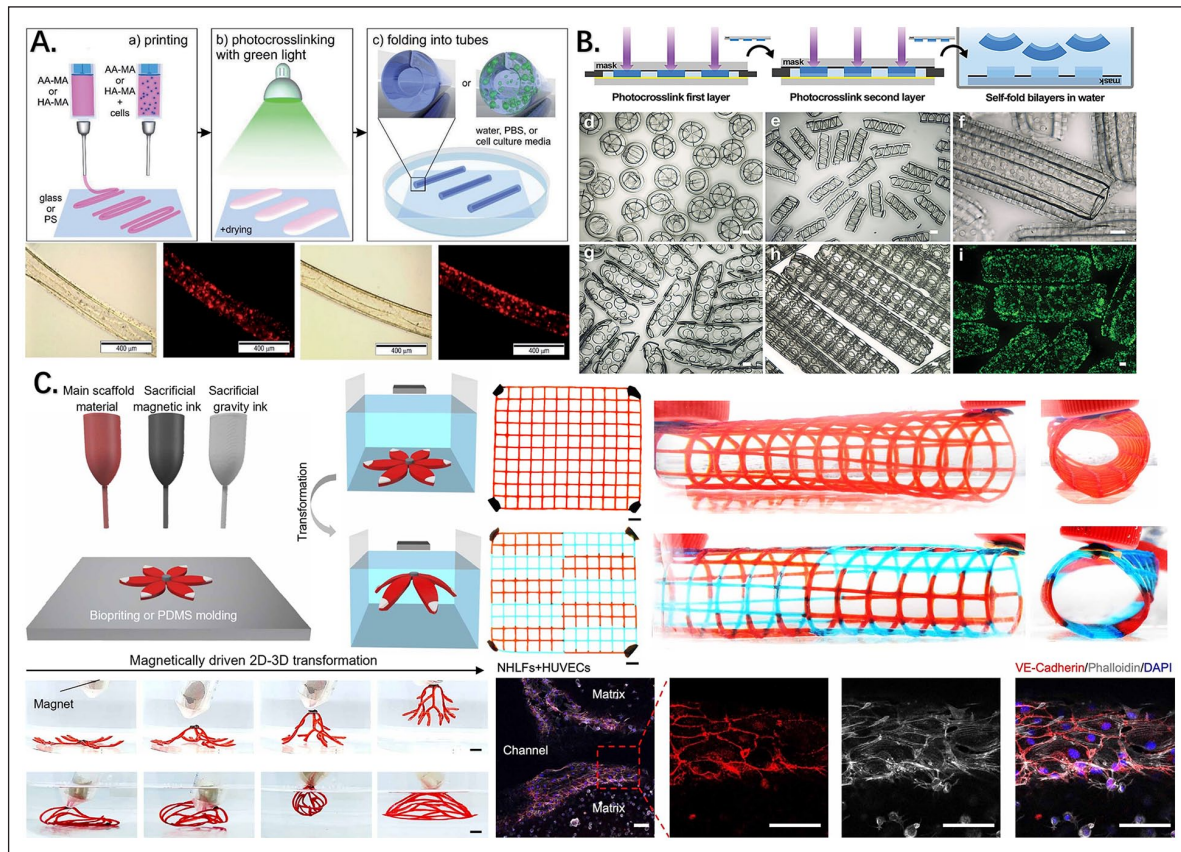 A.
a) printing
AA-MA
or
HA-MA
AA-MA
or
HA-MA
+
cells
glass
or
PS
b) photocrosslinking
with green light
+drying
c) folding into tubes
or
water, PBS, or
cell culture media
400 µm
400 µm
400 µm
400 µm
B.
mask
mask
mask
Photocrosslink first layer
Photocrosslink second layer
Self-fold bilayers in water
d
e
f
g
h
i
C.
Main scaffold
material
Sacrificial
magnetic ink
Sacrificial
gravity ink
Biopriting or PDMS molding
Transformation
Magnetically driven 2D-3D transformation
Magnet
NHLFs+HUVECs
Matrix
Channel
Matrix
VE-Cadherin/Phalloidin/DAPI